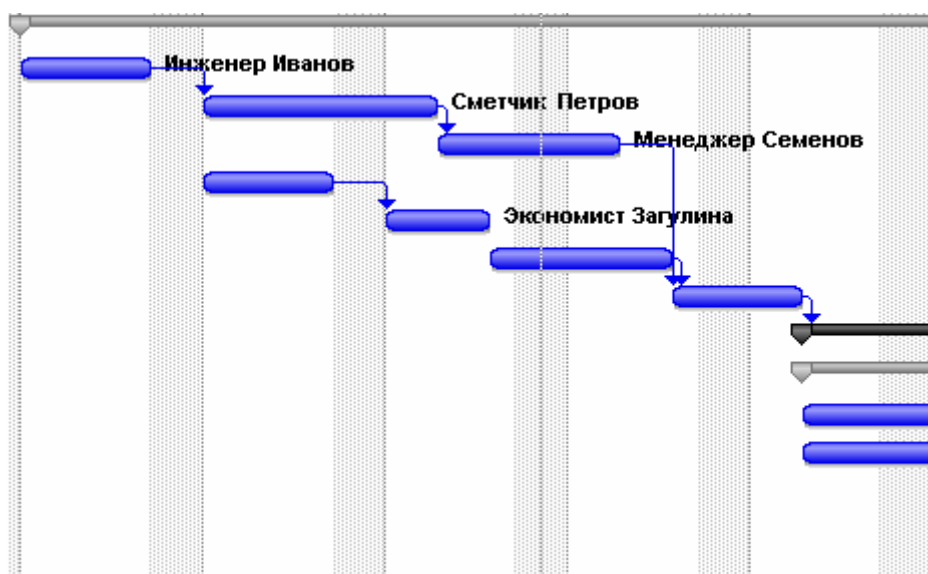 Инженер Иванов
Сметчик Петров
Менеджер Семенов
Экономист Загулина